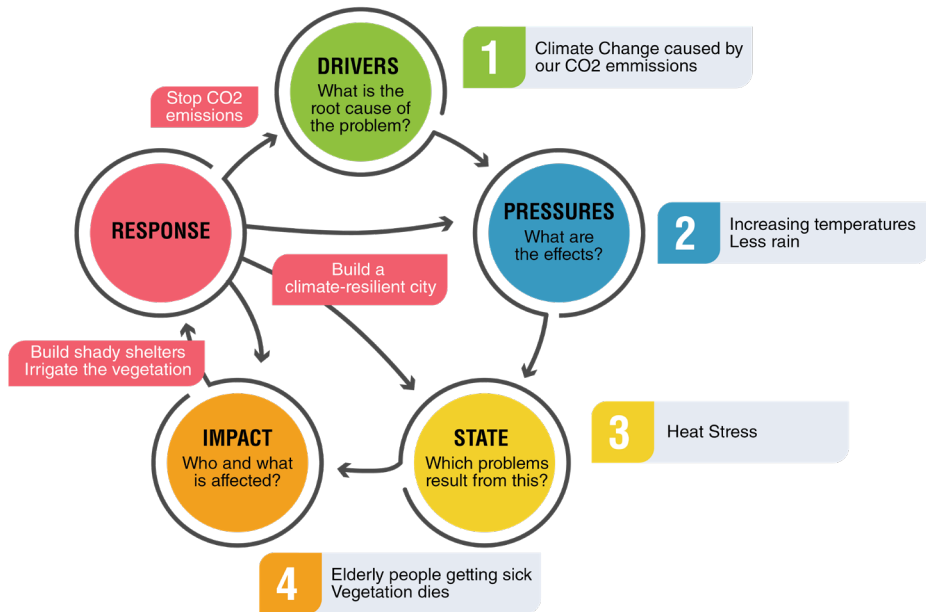 DRIVERS
What is the
root cause of
the problem?
1
Climate Change caused by
our CO2 emmissions
Stop CO2
emissions
RESPONSE
PRESSURES
What are
the effects?
2
Increasing temperatures
Less rain
Build a
climate-resilient city
Build shady shelters
Irrigate the vegetation
IMPACT
Who and what
is affected?
STATE
Which problems
result from this?
3
Heat Stress
4
Elderly people getting sick
Vegetation dies